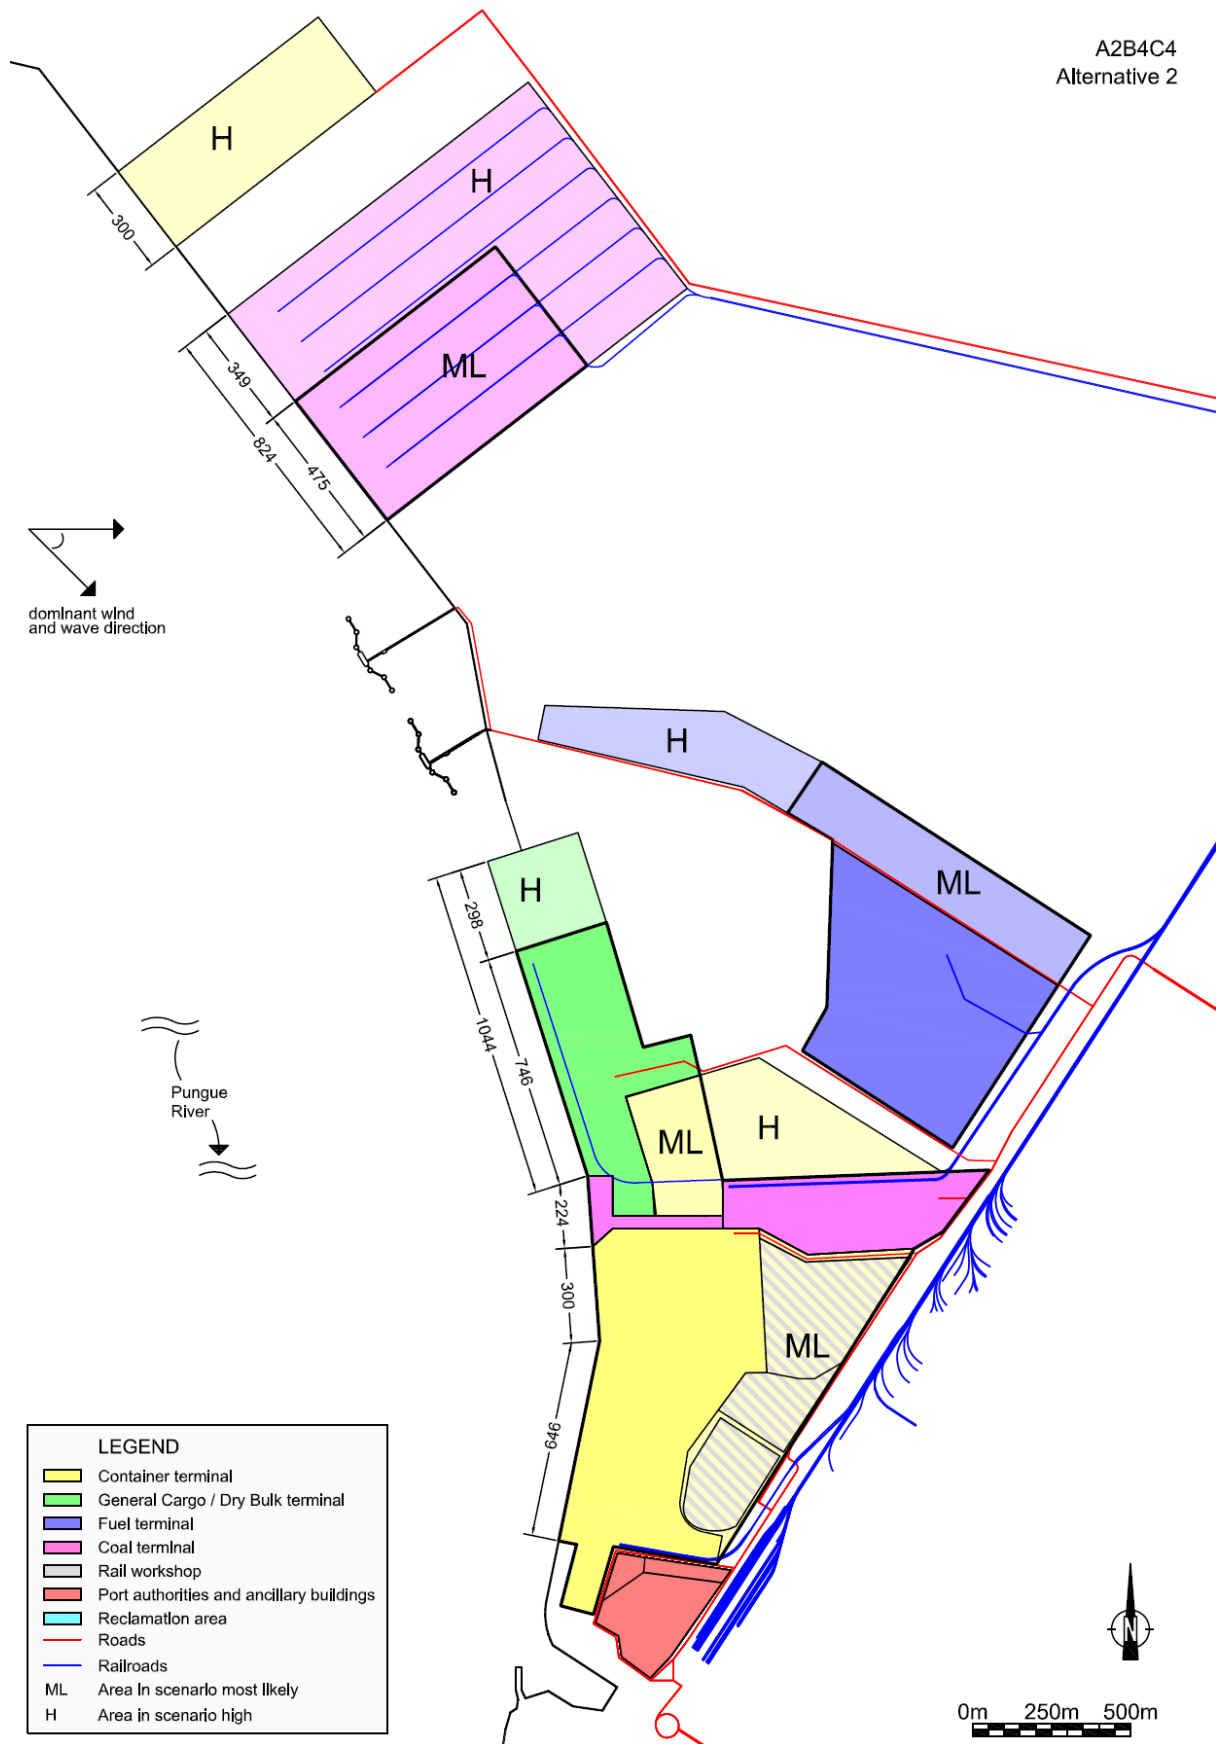 A2B4C4
Alternative 2
H
H
300
ML
349
824
475
dominant wind
and wave direction
H
ML
H
298
1044
746
Pungue
River
ML
H
224
300
ML
646
LEGEND
Container terminal
General Cargo / Dry Bulk terminal
Fuel terminal
Coal terminal
Rail workshop
Port authorities and ancillary buildings
Reclamation area
Roads
Railroads
ML Area in scenario most likely
H Area in scenario high
N
0m 250m 500m